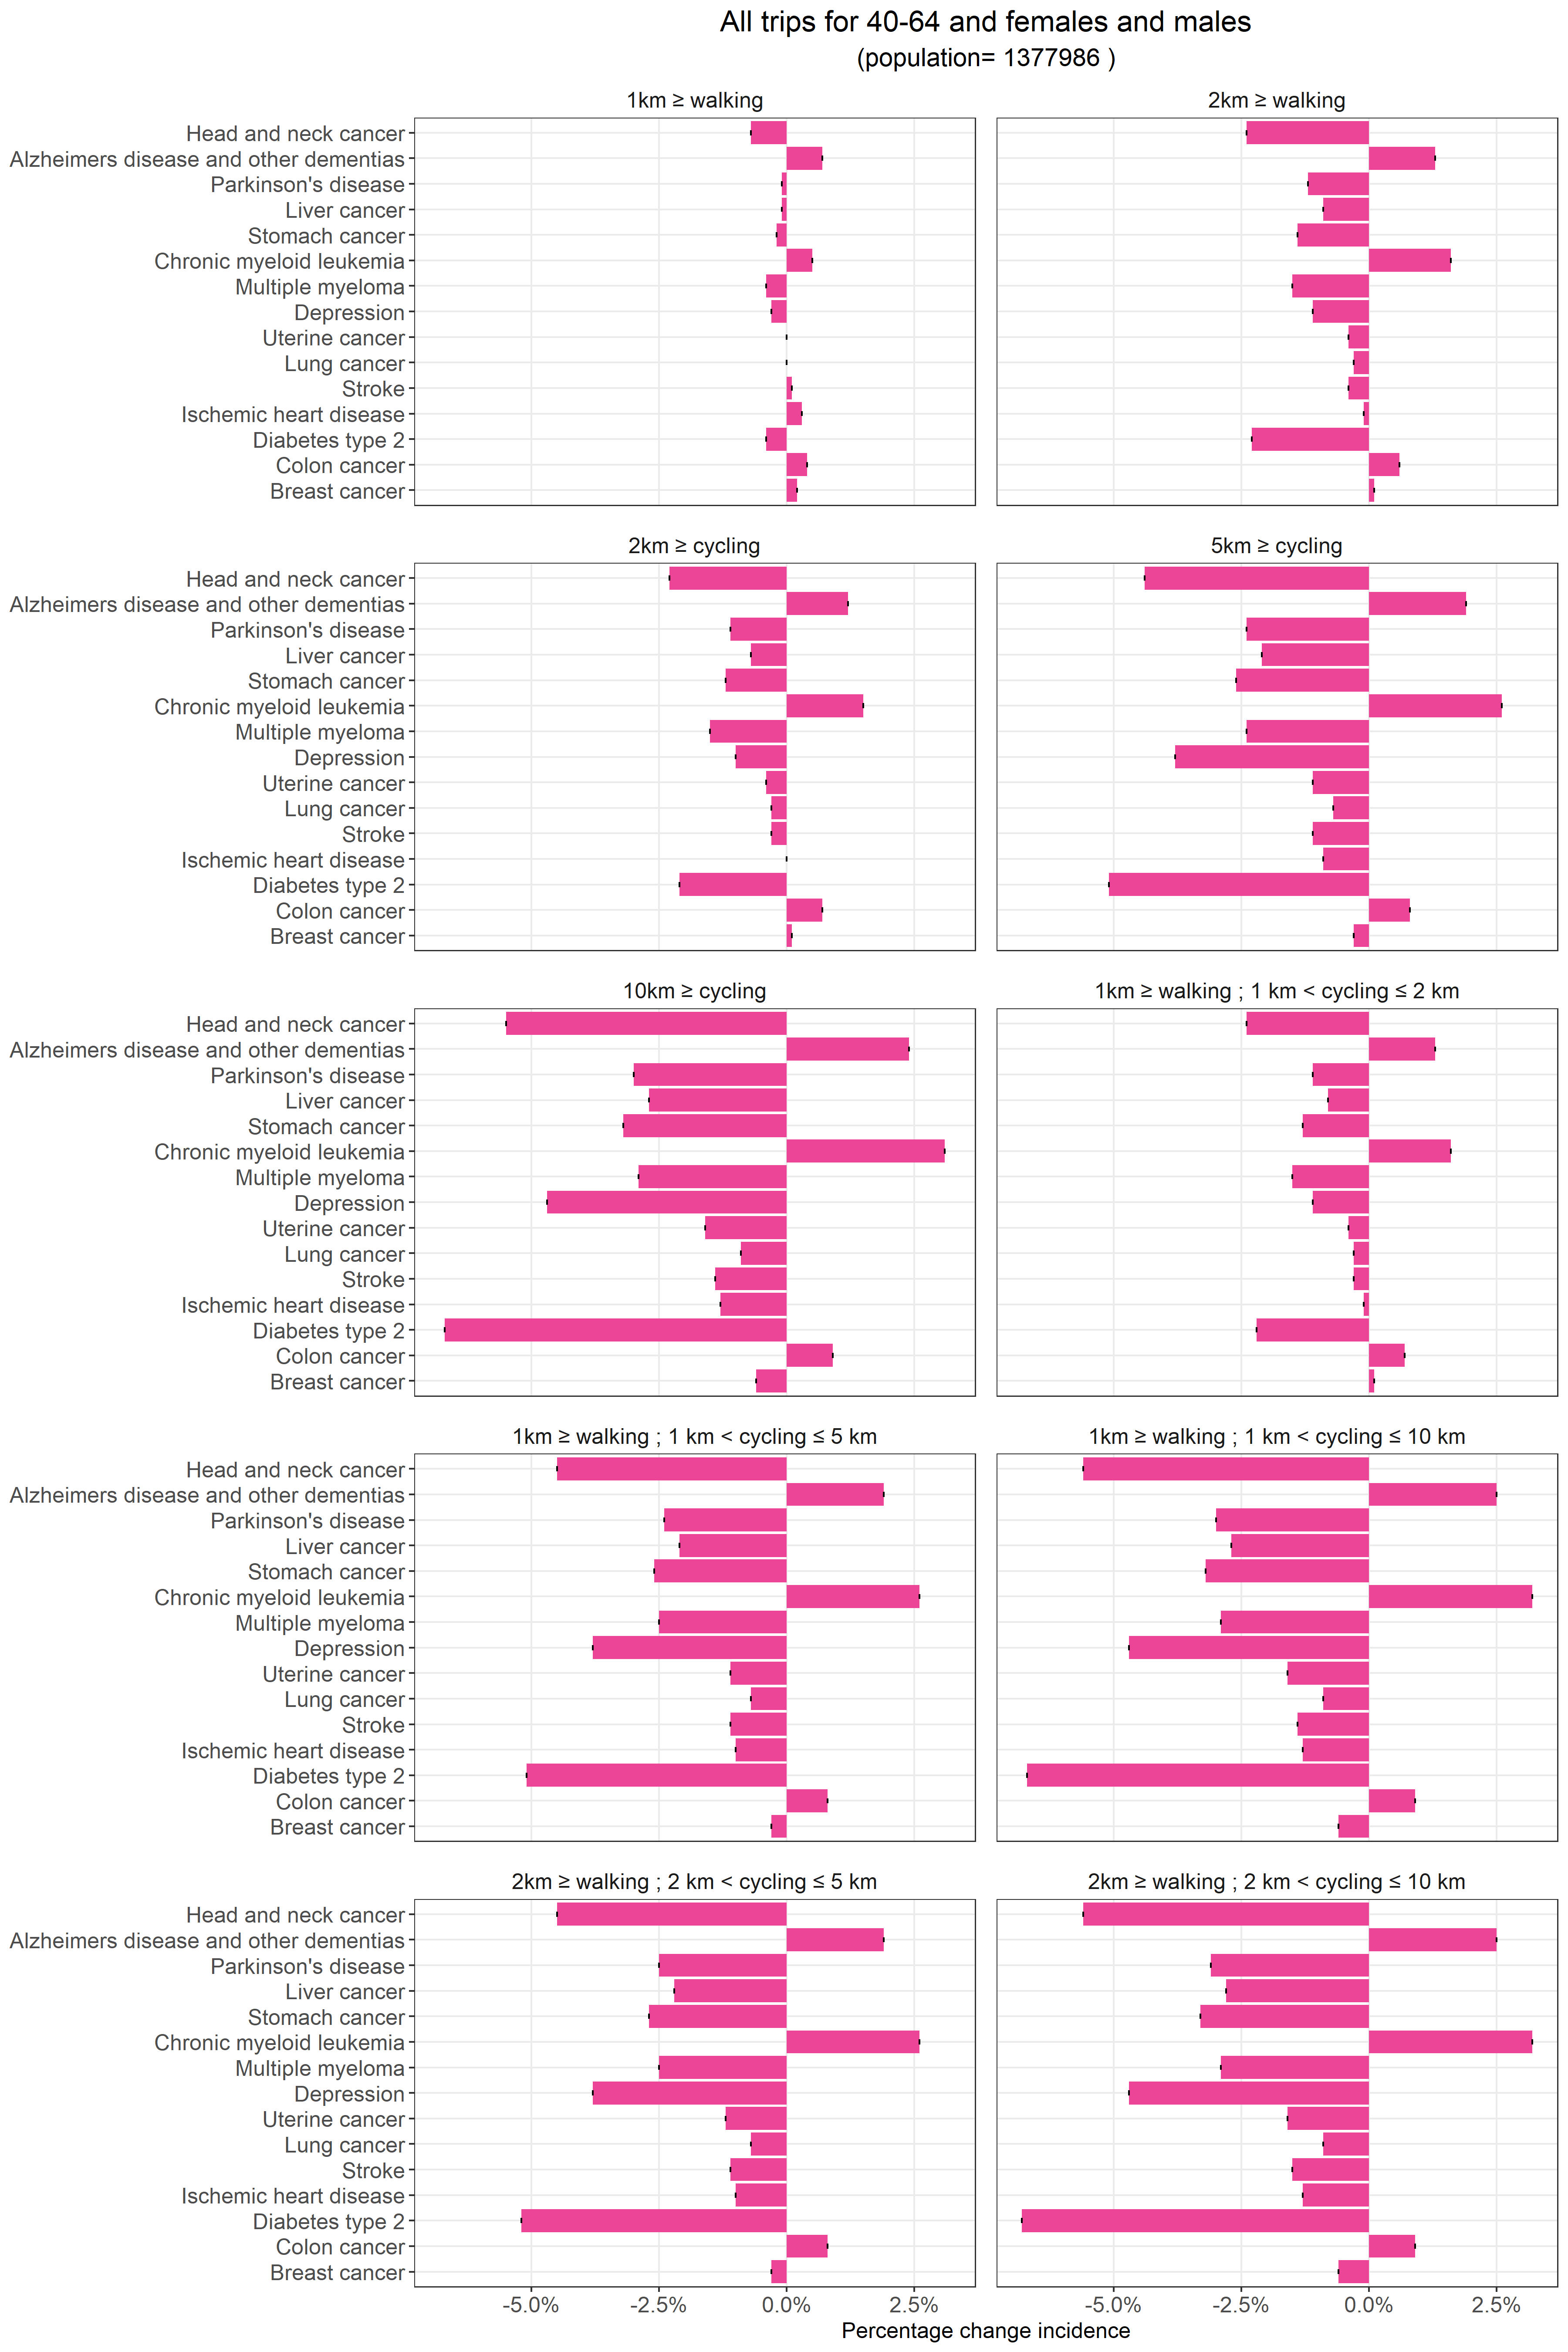 All trips for 40-64 and females and males
(population= 1377986 )
1km ≥ walking
2km ≥ walking
Head and neck cancer
Alzheimers disease and other dementias
Parkinson's disease
Liver cancer
Stomach cancer
Chronic myeloid leukemia
Multiple myeloma
Depression
Uterine cancer
Lung cancer
Stroke
Ischemic heart disease
Diabetes type 2
Colon cancer
Breast cancer
2km ≥ cycling
5km ≥ cycling
Head and neck cancer
Alzheimers disease and other dementias
Parkinson's disease
Liver cancer
Stomach cancer
Chronic myeloid leukemia
Multiple myeloma
Depression
Uterine cancer
Lung cancer
Stroke
Ischemic heart disease
Diabetes type 2
Colon cancer
Breast cancer
10km ≥ cycling
1km ≥ walking ; 1 km < cycling ≤ 2 km
Head and neck cancer
Alzheimers disease and other dementias
Parkinson's disease
Liver cancer
Stomach cancer
Chronic myeloid leukemia
Multiple myeloma
Depression
Uterine cancer
Lung cancer
Stroke
Ischemic heart disease
Diabetes type 2
Colon cancer
Breast cancer
1km ≥ walking ; 1 km < cycling ≤ 5 km
1km ≥ walking ; 1 km < cycling ≤ 10 km
Head and neck cancer
Alzheimers disease and other dementias
Parkinson's disease
Liver cancer
Stomach cancer
Chronic myeloid leukemia
Multiple myeloma
Depression
Uterine cancer
Lung cancer
Stroke
Ischemic heart disease
Diabetes type 2
Colon cancer
Breast cancer
2km ≥ walking ; 2 km < cycling ≤ 5 km
2km ≥ walking ; 2 km < cycling ≤ 10 km
Head and neck cancer
Alzheimers disease and other dementias
Parkinson's disease
Liver cancer
Stomach cancer
Chronic myeloid leukemia
Multiple myeloma
Depression
Uterine cancer
Lung cancer
Stroke
Ischemic heart disease
Diabetes type 2
Colon cancer
Breast cancer
-5.0% -2.5% 0.0% 2.5% -5.0% -2.5% 0.0% 2.5%
Percentage change incidence